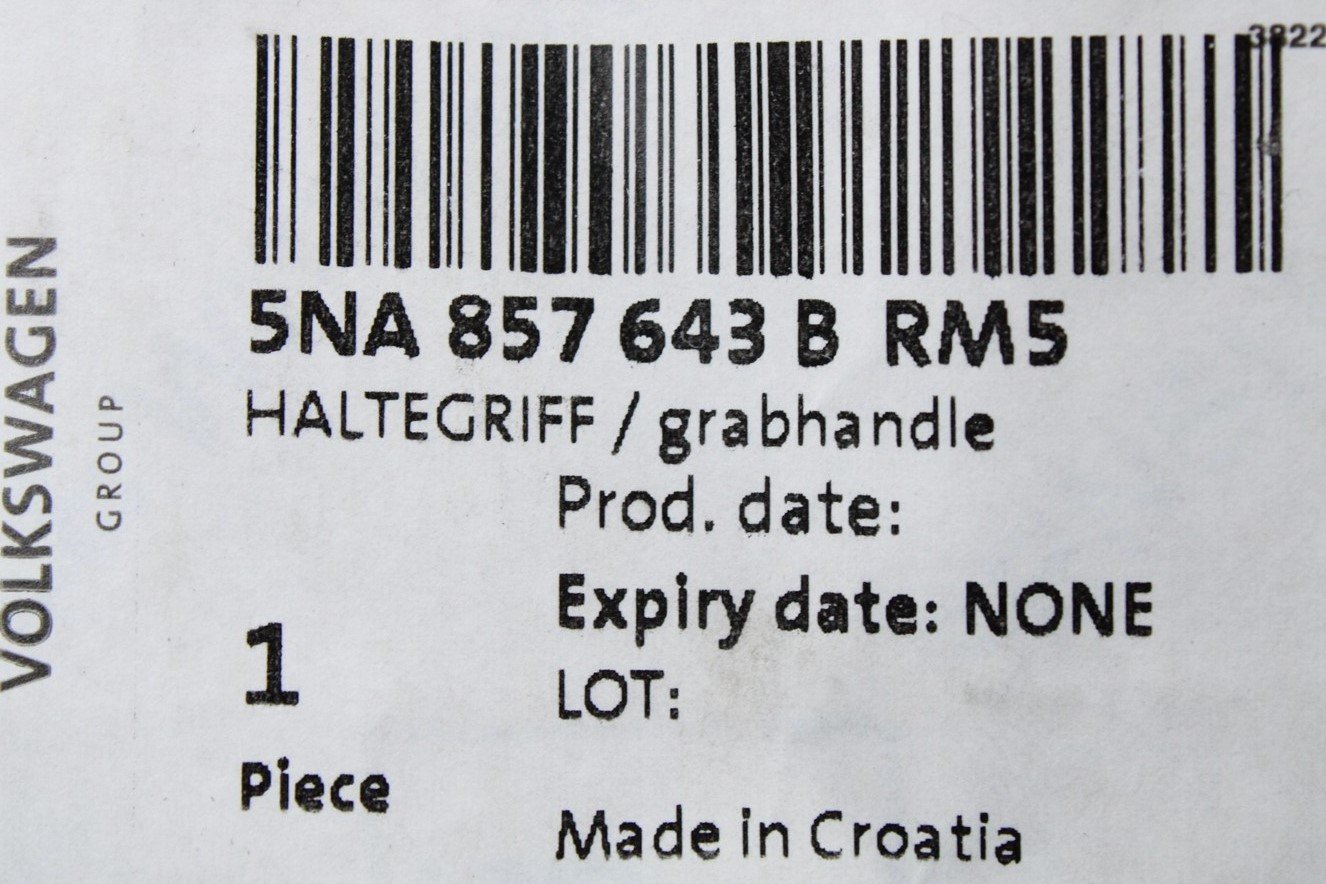 3822
5NA 857 643 B RM5
HALTEGRIFF / grabhandle
Prod. date:
Expiry date: NONE
1
LOT:
Piece
Made in Croatia
VOLKSWAGEN
GROUP